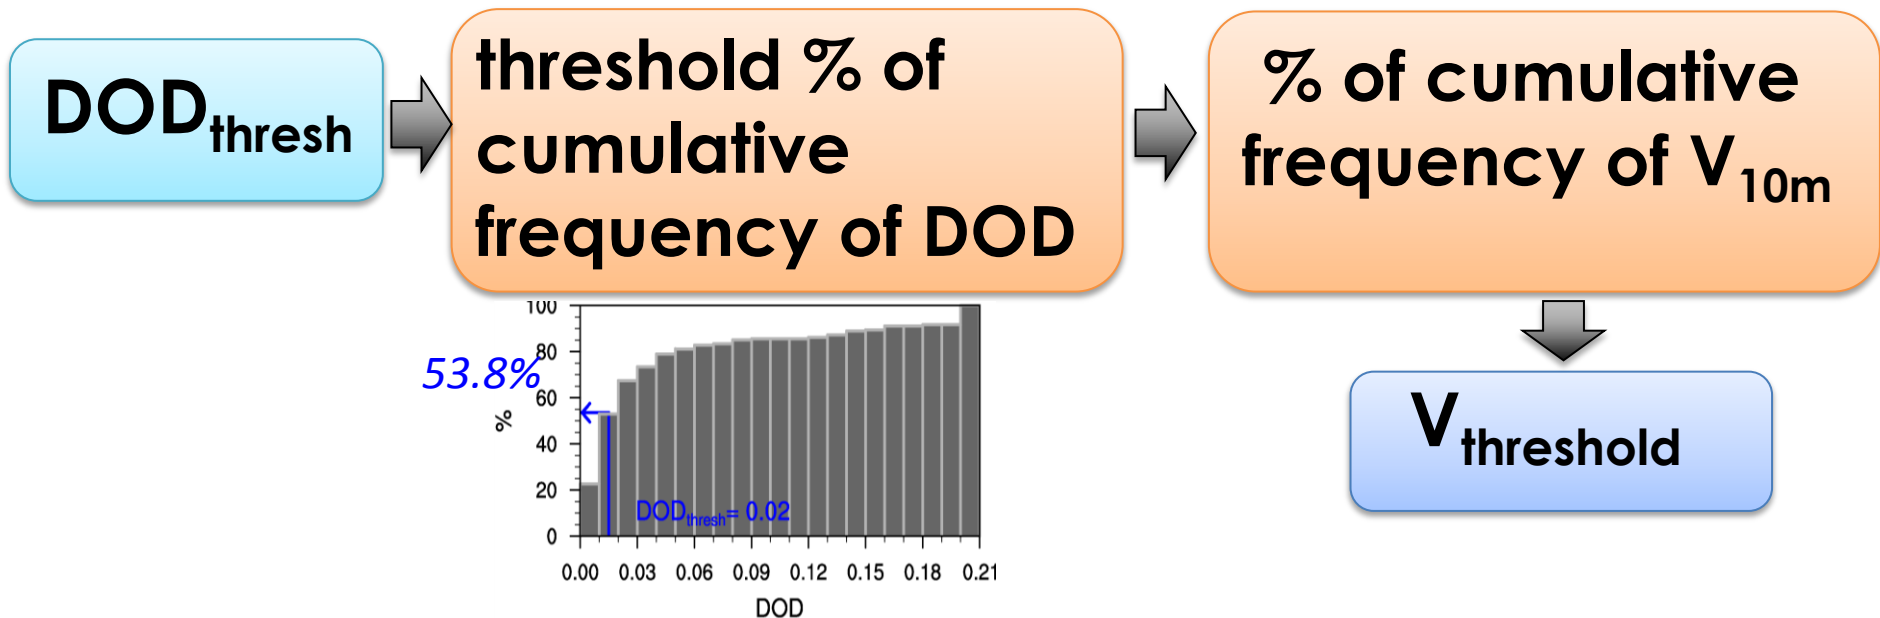 DODthresh
threshold % of
cumulative
frequency of DOD
% of cumulative
frequency of V10m
Vthreshold
53.8%
100
80
60
40
20
0
%
DODthresh= 0.02
0.00 0.03 0.06 0.09 0.12 0.15 0.18 0.21
DOD